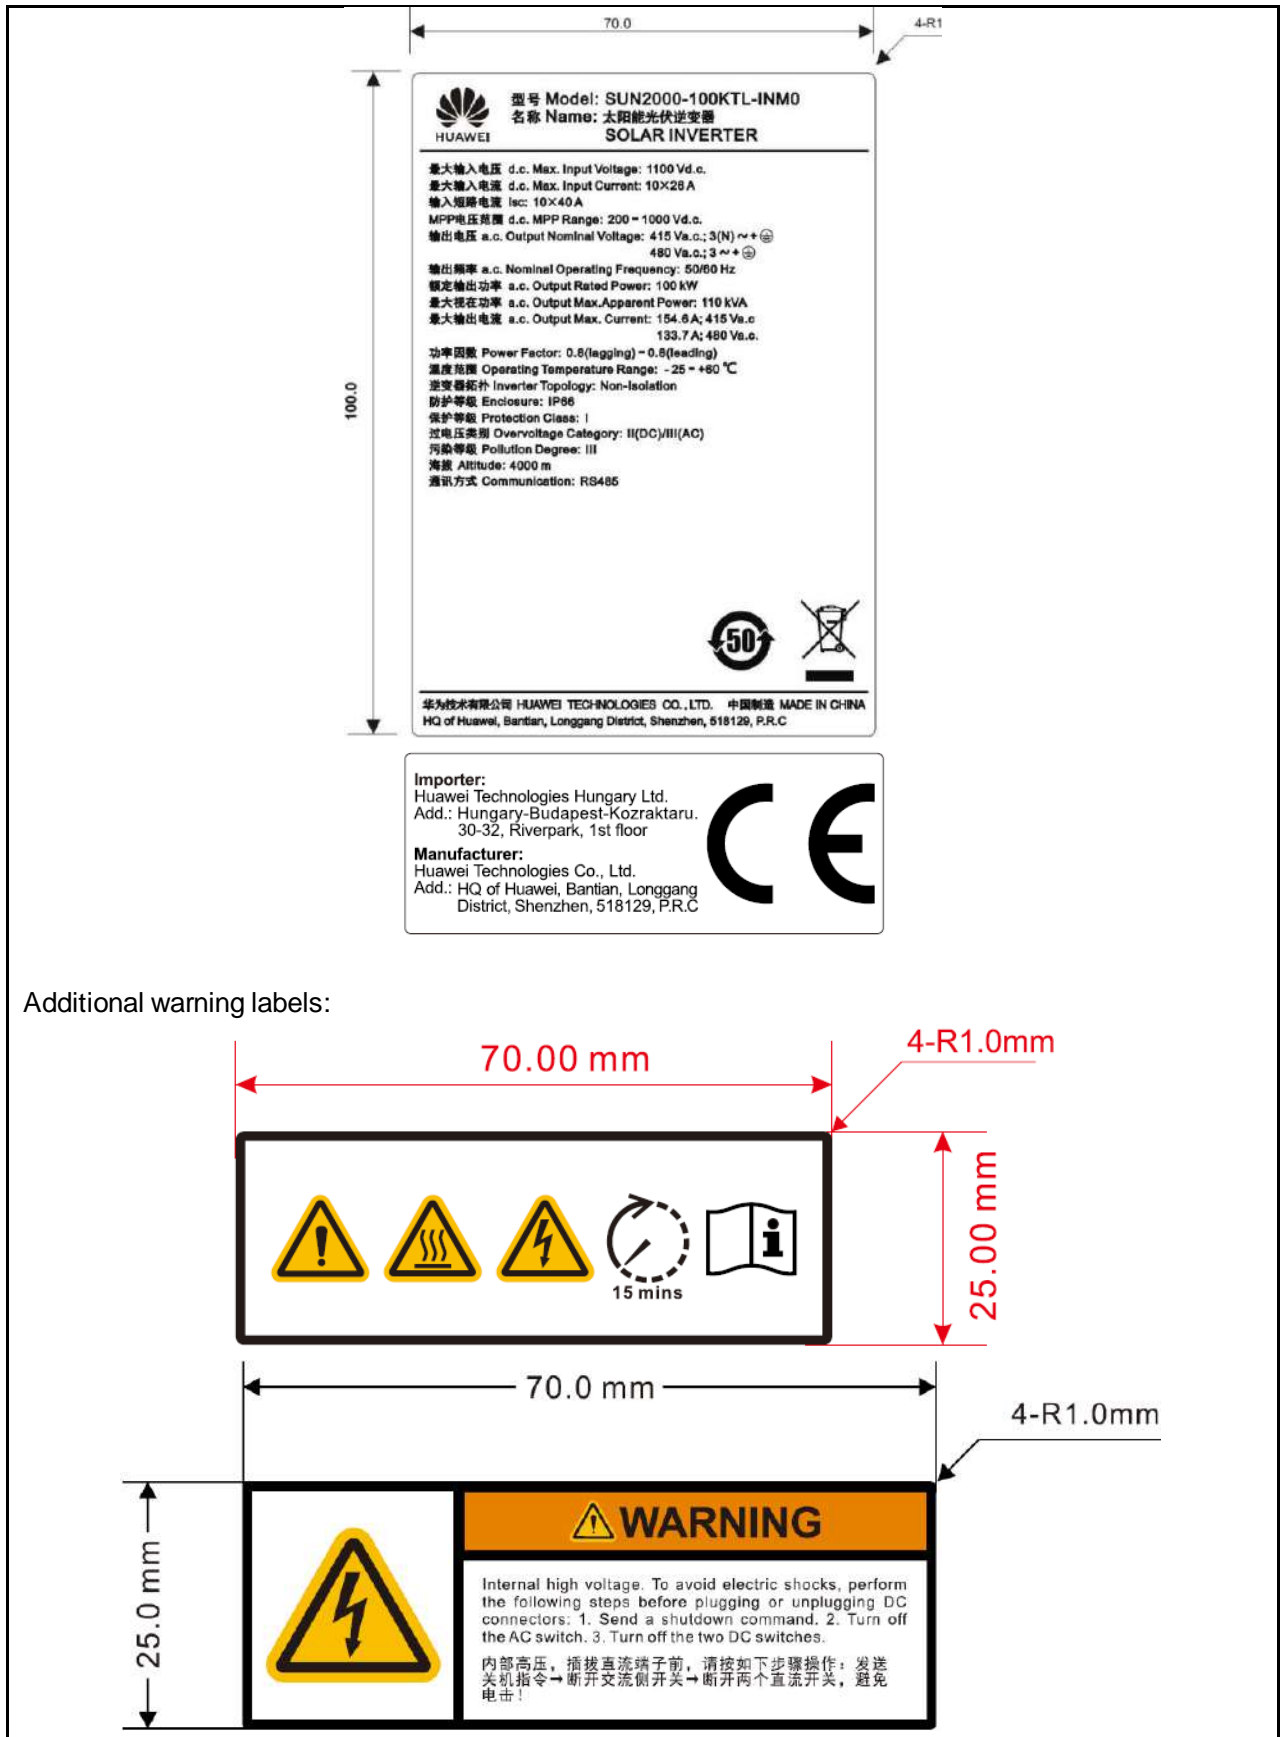 70.0
4-R1
100.0
HUAWEI
型号 Model: SUN2000-100KTL-INM0
名称 Name: 太阳能光伏逆变器
SOLAR INVERTER
最大输入电压 d.c. Max. Input Voltage: 1100 Vd.c.
最大输入电流 d.c. Max. Input Current: 10×26 A
输入短路电流 Isc: 10×40 A
MPP电压范围 d.c. MPP Range: 200 ~ 1000 Vd.c.
输出电压 a.c. Output Nominal Voltage: 415 Va.c.; 3(N) ~ +
480 Va.c.; 3 ~ +
输出频率 a.c. Nominal Operating Frequency: 50/60 Hz
额定输出功率 a.c. Output Rated Power: 100 kW
最大视在功率 a.c. Output Max.Apparent Power: 110 kVA
最大输出电流 a.c. Output Max. Current: 154.6 A; 415 Va.c
133.7 A; 480 Va.c.
功率因数 Power Factor: 0.8(lagging) ~ 0.8(leading)
温度范围 Operating Temperature Range: - 25 ~ +60 ℃
逆变器拓扑 Inverter Topology: Non-Isolation
防护等级 Enclosure: IP66
保护等级 Protection Class: I
过电压类别 Overvoltage Category: II(DC)/III(AC)
污染等级 Pollution Degree: III
海拔 Altitude: 4000 m
通讯方式 Communication: RS485
50
华为技术有限公司 HUAWEI TECHNOLOGIES CO.,LTD. 中国制造 MADE IN CHINA
HQ of Huawei, Bantian, Longgang District, Shenzhen, 518129, P.R.C
Importer:
Huawei Technologies Hungary Ltd.
Add.: Hungary-Budapest-Kozraktaru.
30-32, Riverpark, 1st floor
Manufacturer:
Huawei Technologies Co., Ltd.
Add.: HQ of Huawei, Bantian, Longgang
District, Shenzhen, 518129, P.R.C
CE
Additional warning labels:
70.00 mm
4-R1.0mm
25.00 mm
15 mins
70.0 mm
4-R1.0mm
25.0 mm
WARNING
Internal high voltage. To avoid electric shocks, perform
the following steps before plugging or unplugging DC
connectors: 1. Send a shutdown command. 2. Turn off
the AC switch. 3. Turn off the two DC switches.
内部高压，插拔直流端子前，请按如下步骤操作：发送
关机指令→断开交流侧开关→断开两个直流开关，避免
电击！